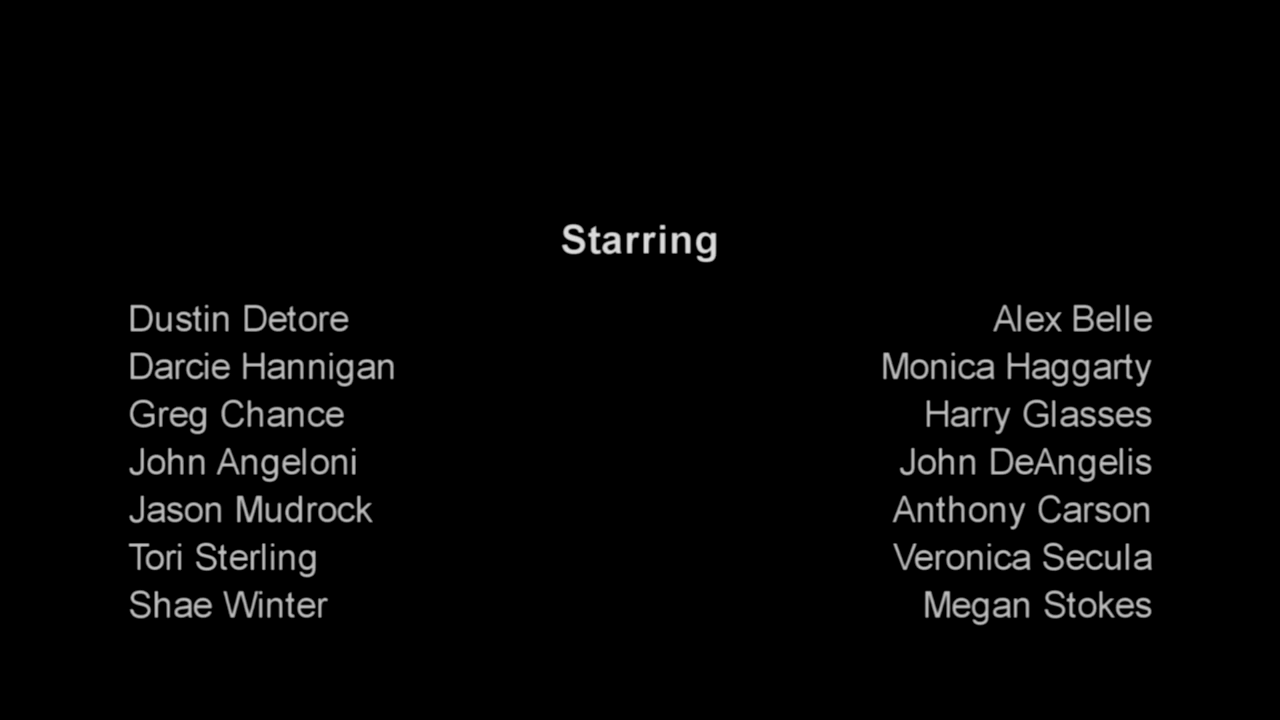 Starring
Dustin Detore Alex Belle
Darcie Hannigan Monica Haggarty
Greg Chance Harry Glasses
John Angeloni John DeAngelis
Jason Mudrock Anthony Carson
Tori Sterling Veronica Secula
Shae Winter Megan Stokes